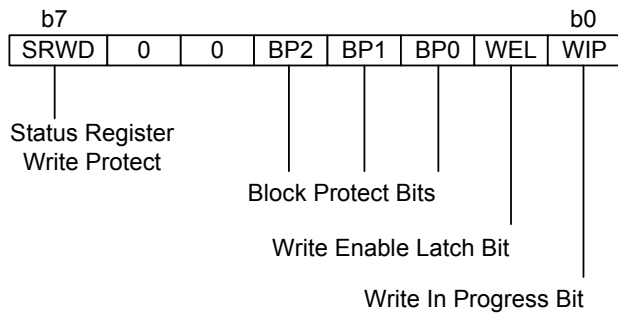 b7 b0
SRWD 0 0 BP2 BP1 BP0 WEL WIP
Status Register
Write Protect
Block Protect Bits
Write Enable Latch Bit
Write In Progress Bit